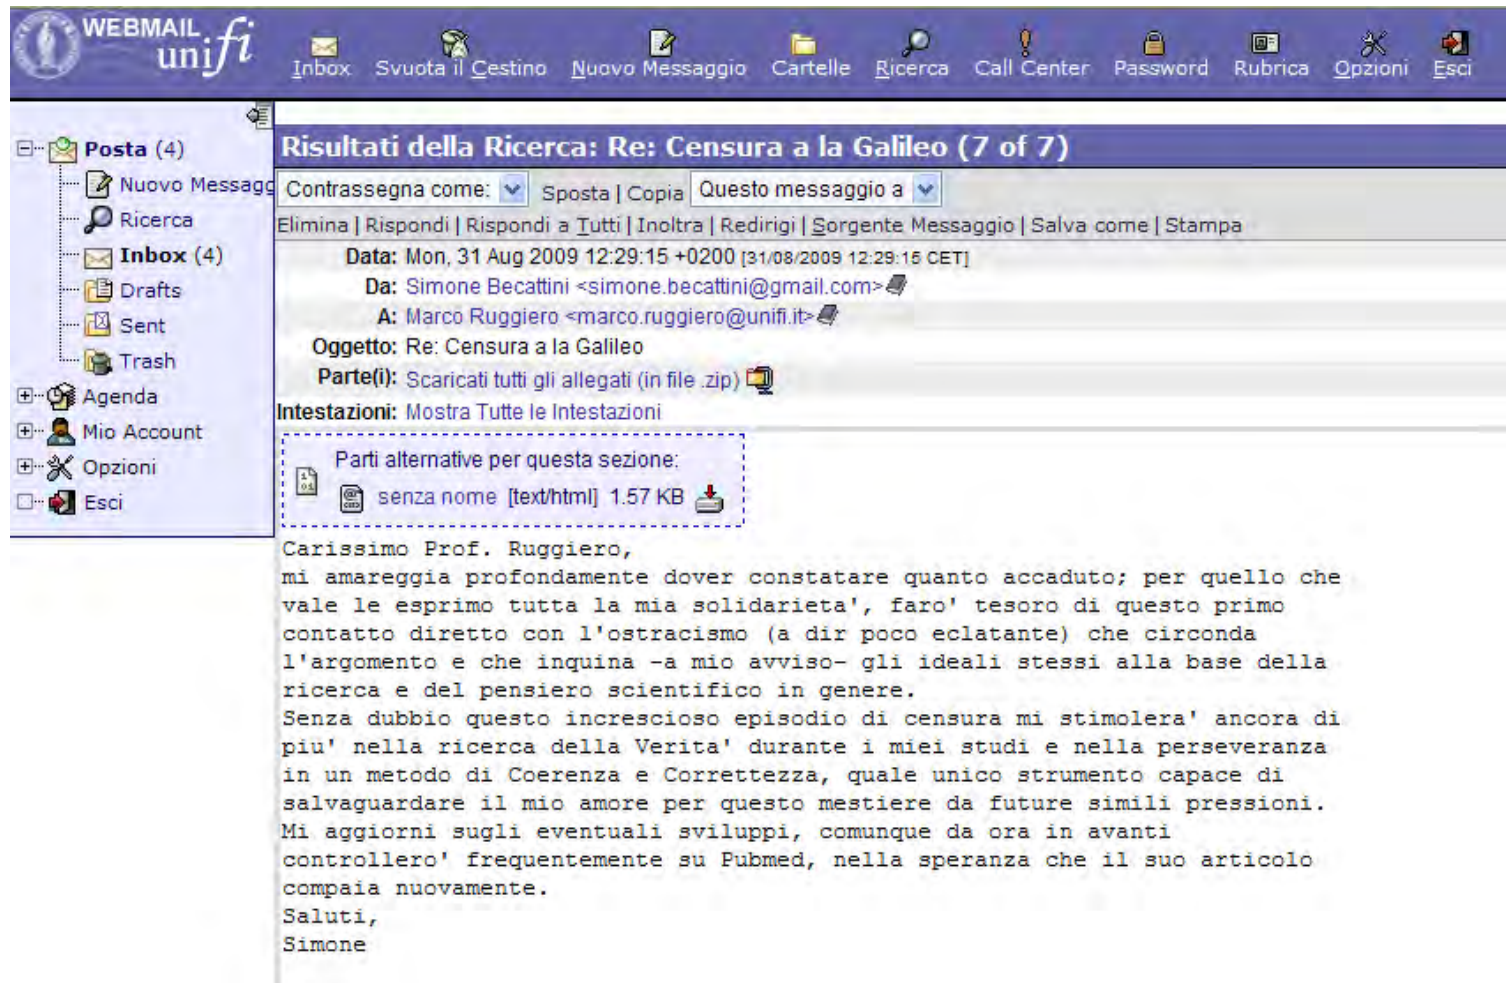 WEBMAIL
unifi
Inbox Svuota il Cestino Nuovo Messaggio Cartelle Ricerca Call Center Password Rubrica Opzioni Esci
Posta (4)
Nuovo Messagg
Ricerca
Inbox (4)
Drafts
Sent
Trash
Agenda
Mio Account
Opzioni
Esci
Risultati della Ricerca: Re: Censura a la Galileo (7 of 7)
Contrassegna come: Sposta | Copia Questo messaggio a
Elimina | Rispondi | Rispondi a Tutti | Inoltra | Redirigi | Sorgente Messaggio | Salva come | Stampa
Data: Mon, 31 Aug 2009 12:29:15 +0200 [31/08/2009 12:29:15 CET]
Da: Simone Becattini <simone.becattini@gmail.com>
A: Marco Ruggiero <marco.ruggiero@unifi.it>
Oggetto: Re: Censura a la Galileo
Parte(i): Scaricati tutti gli allegati (in file .zip)
Intestazioni: Mostra Tutte le Intestazioni
Parti alternative per questa sezione:
senza nome [text/html] 1.57 KB
Carissimo Prof. Ruggiero,
mi amareggia profondamente dover constatare quanto accaduto; per quello che
vale le esprimo tutta la mia solidarieta', faro' tesoro di questo primo
contatto diretto con l'ostracismo (a dir poco eclatante) che circonda
l'argomento e che inquina -a mio avviso- gli ideali stessi alla base della
ricerca e del pensiero scientifico in genere.
Senza dubbio questo increscioso episodio di censura mi stimolera' ancora di
piu' nella ricerca della Verita' durante i miei studi e nella perseveranza
in un metodo di Coerenza e Correttezza, quale unico strumento capace di
salvaguardare il mio amore per questo mestiere da future simili pressioni.
Mi aggiorni sugli eventuali sviluppi, comunque da ora in avanti
controllero' frequentemente su Pubmed, nella speranza che il suo articolo
compaia nuovamente.
Saluti,
Simone